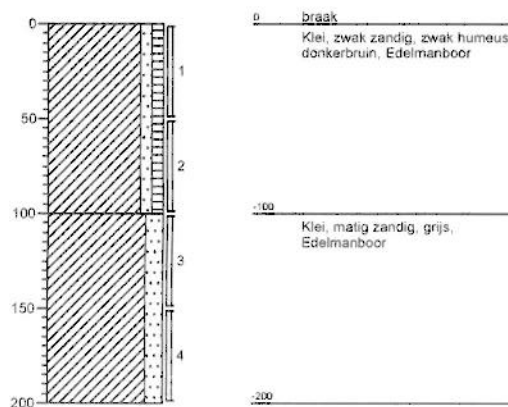 0
50
100
150
200
1
2
3
4
0 braak
Klei, zwak zandig, zwak humeus
donkerbruin, Edelmanboor
-100
Klei, matig zandig, grijs,
Edelmanboor
-200